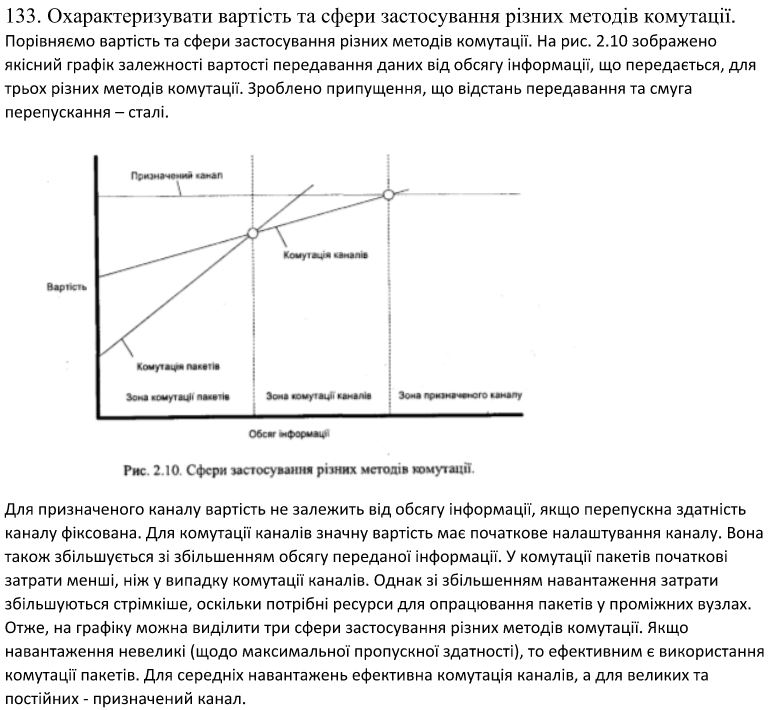 133. Охарактеризувати вартість та сфери застосування різних методів комутації.
Порівняємо вартість та сфери застосування різних методів комутації. На рис. 2.10 зображено
якісний графік залежності вартості передавання даних від обсягу інформації, що передається, для
трьох різних методів комутації. Зроблено припущення, що відстань передавання та смуга
перепускання – сталі.
Призначений канал
Комутація каналів
Вартість
Комутація пакетів
Зона комутації пакетів
Зона комутації каналів
Зона призначеного каналу
Обсяг інформації
Рис. 2.10. Сфери застосування різних методів комутації.
Для призначеного каналу вартість не залежить від обсягу інформації, якщо перепускна здатність
каналу фіксована. Для комутації каналів значну вартість має початкове налаштування каналу. Вона
також збільшується зі збільшенням обсягу переданої інформації. У комутації пакетів початкові
затрати менші, ніж у випадку комутації каналів. Однак зі збільшенням навантаження затрати
збільшуються стрімкіше, оскільки потрібні ресурси для опрацювання пакетів у проміжних вузлах.
Отже, на графіку можна виділити три сфери застосування різних методів комутації. Якщо
навантаження невеликі (щодо максимальної пропускної здатності), то ефективним є використання
комутації пакетів. Для середніх навантажень ефективна комутація каналів, а для великих та
постійних - призначений канал.